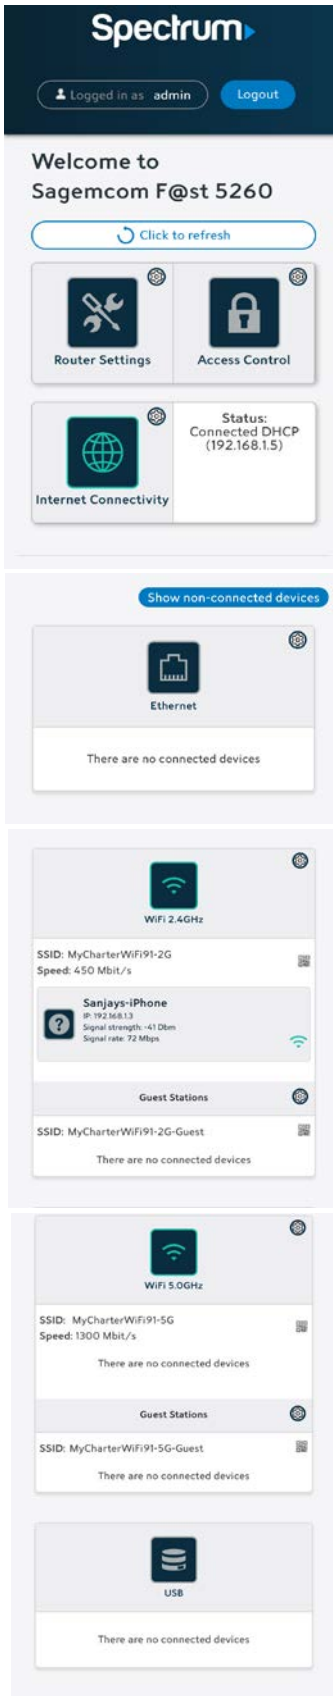 Spectrum
Logged in as admin
Logout
Welcome to
Sagemcom F@st 5260
Click to refresh
Router Settings
Access Control
Internet Connectivity
Status:
Connected DHCP
(192.168.1.5)
Show non-connected devices
Ethernet
There are no connected devices
WiFi 2.4GHz
SSID: MyCharterWiFi91-2G
Speed: 450 Mbit/s
Sanjays-iPhone
IP: 192.168.1.3
Signal strength: -41 Dbm
Signal rate: 72 Mbps
Guest Stations
SSID: MyCharterWiFi91-2G-Guest
There are no connected devices
WiFi 5.0GHz
SSID: MyCharterWiFi91-5G
Speed: 1300 Mbit/s
There are no connected devices
Guest Stations
SSID: MyCharterWiFi91-5G-Guest
There are no connected devices
USB
There are no connected devices